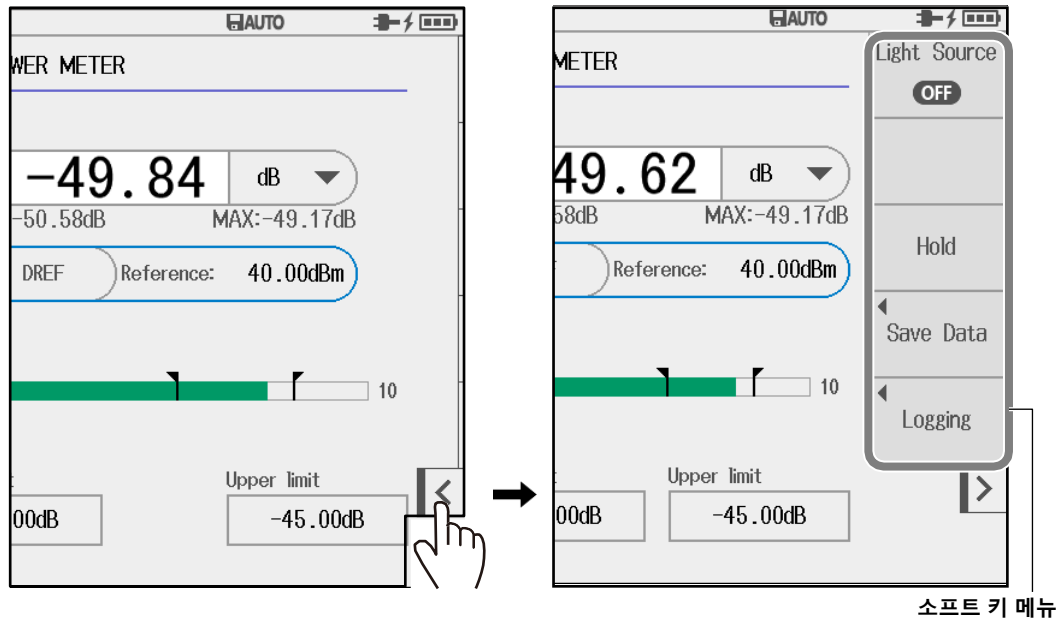 AUTO
WER METER
-49.84 dB
-50.58dB MAX:-49.17dB
DREF Reference: 40.00dBm
10
Upper limit
00dB -45.00dB
AUTO
METER
49.62 dB
58dB MAX:-49.17dB
Reference: 40.00dBm
10
Upper limit
00dB -45.00dB
Light Source
OFF
Hold
Save Data
Logging
소프트 키 메뉴